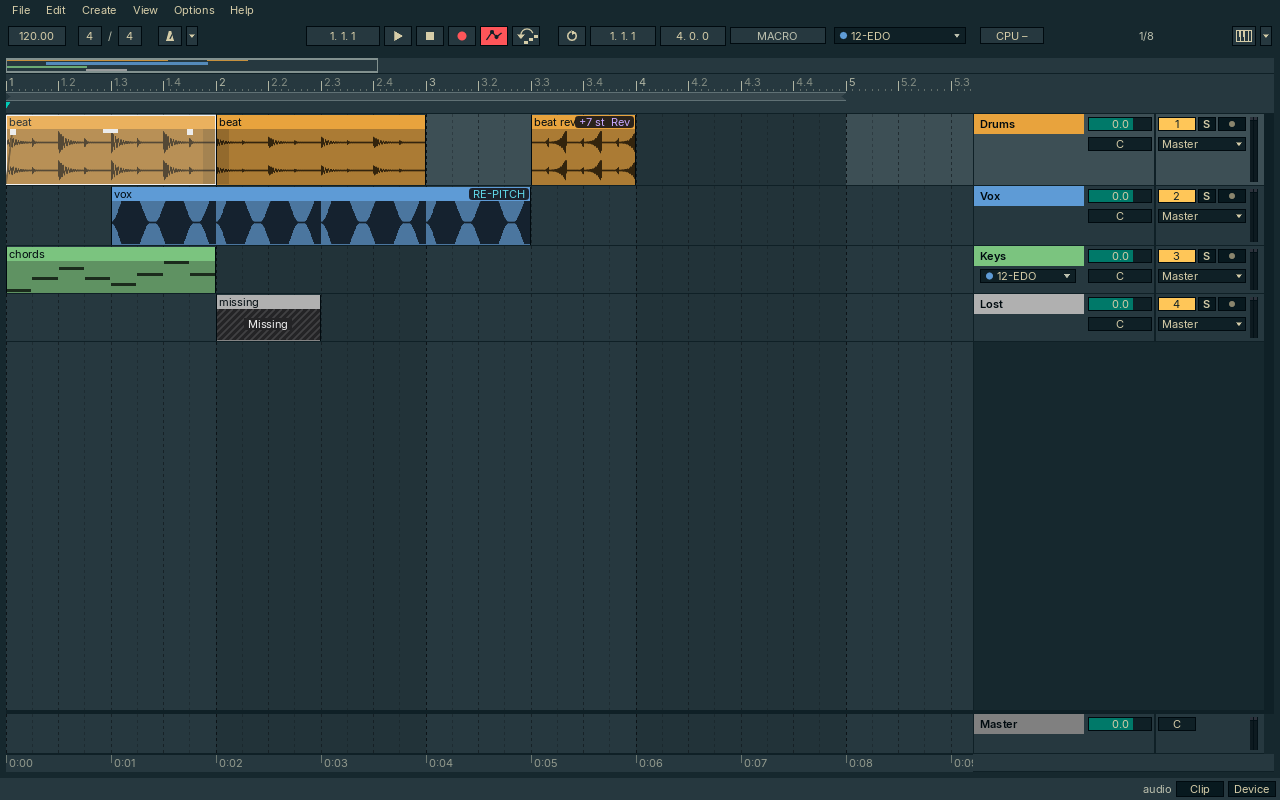 File Edit Create View Options Help
120.00 4 / 4 1. 1. 1 1. 1. 1 4. 0. 0 MACRO 12-EDO CPU – 1/8
1 1.2 1.3 1.4 2 2.2 2.3 2.4 3 3.2 3.3 3.4 4 4.2 4.3 4.4 5 5.2 5.3
beat beat beat rev +7 st Rev Drums 0.0 1 S
C Master
vox RE-PITCH Vox 0.0 2 S
C Master
chords Keys 0.0 3 S
12-EDO C Master
missing Lost 0.0 4 S
Missing C Master
Master 0.0 C
0:00 0:01 0:02 0:03 0:04 0:05 0:06 0:07 0:08
audio Clip Device